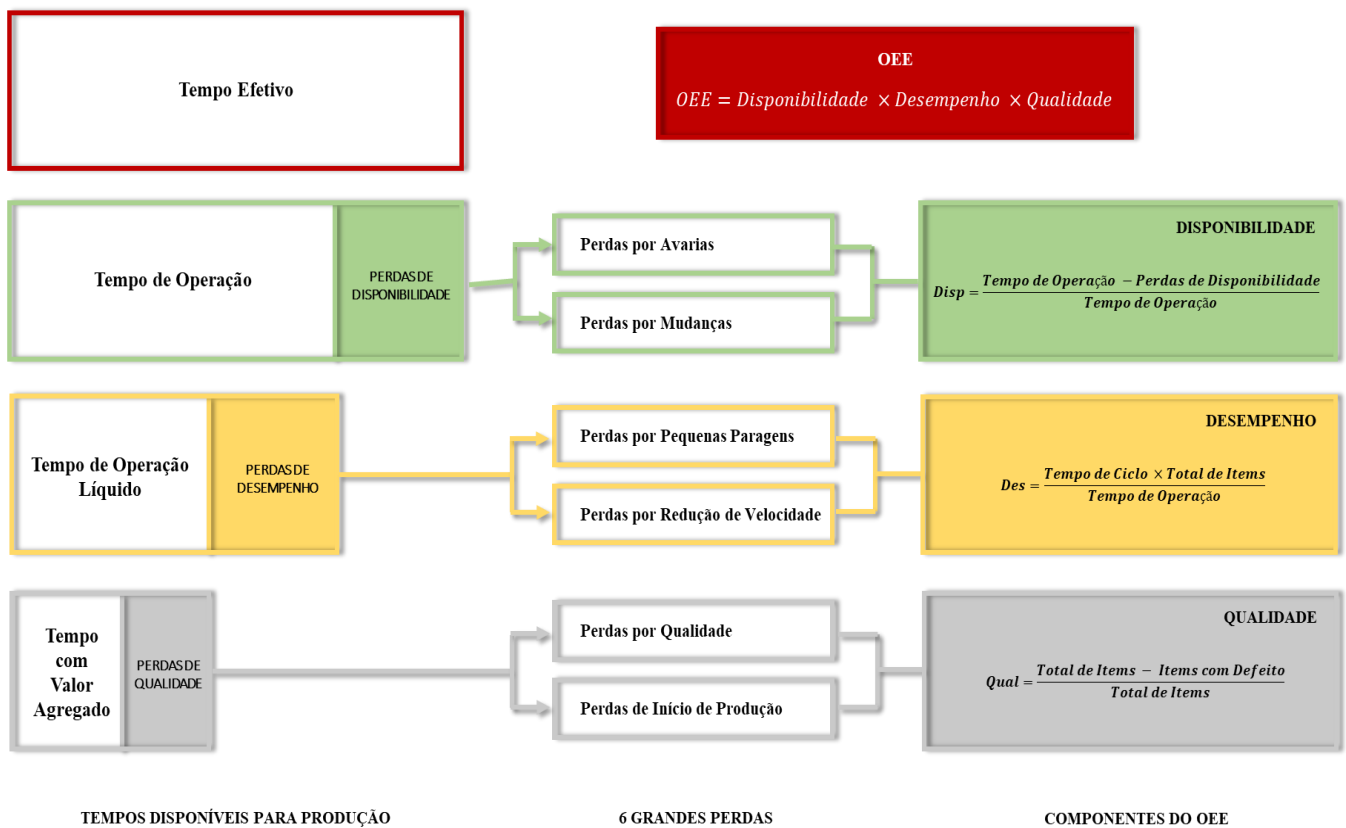 Tempo Efetivo
OEE
OEE = Disponibilidade × Desempenho × Qualidade
Tempo de Operação
PERDAS DE
DISPONIBILIDADE
Perdas por Avarias
Perdas por Mudanças
DISPONIBILIDADE
Disp = Tempo de Operação − Perdas de Disponibilidade
Tempo de Operação
Tempo de Operação
Líquido
PERDAS DE
DESEMPENHO
Perdas por Pequenas Paragens
Perdas por Redução de Velocidade
DESEMPENHO
Des = Tempo de Ciclo × Total de Items
Tempo de Operação
Tempo
com
Valor
Agregado
PERDAS DE
QUALIDADE
Perdas por Qualidade
Perdas de Início de Produção
QUALIDADE
Qual = Total de Items − Items com Defeito
Total de Items
TEMPOS DISPONÍVEIS PARA PRODUÇÃO
6 GRANDES PERDAS
COMPONENTES DO OEE